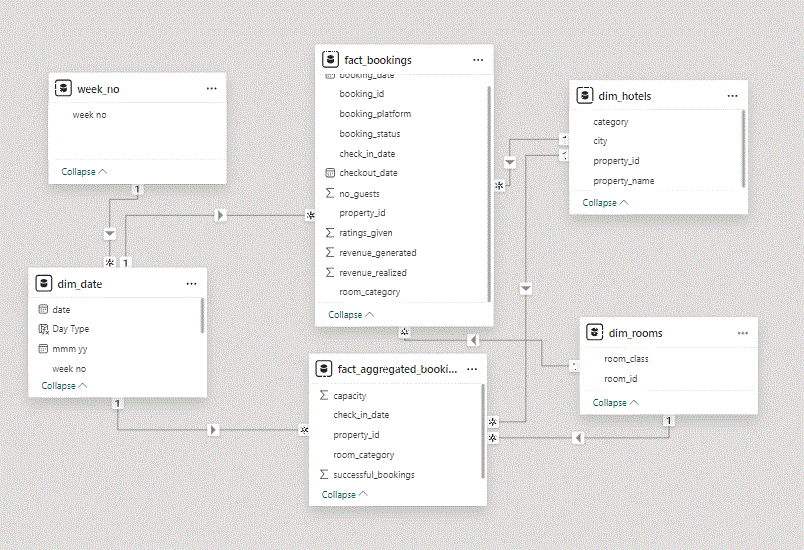 week_no
week no
Collapse
1
fact_bookings
booking_date
booking_id
booking_platform
booking_status
check_in_date
checkout_date
no_guests
property_id
ratings_given
revenue_generated
revenue_realized
room_category
Collapse
dim_hotels
category
city
property_id
property_name
Collapse
1
dim_date
date
Day Type
mmm yy
week no
Collapse
1
fact_aggregated_booki...
capacity
check_in_date
property_id
room_category
successful_bookings
Collapse
dim_rooms
room_class
room_id
Collapse
1